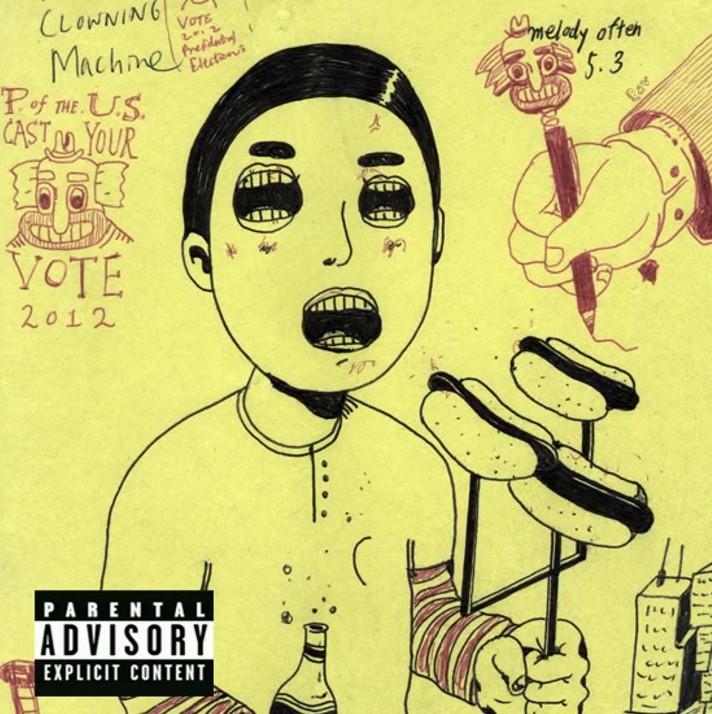 CLOWNING
Machine
VOTE
2012
Presidential
Elections
melody often
5.3
P. OF THE U.S.
CAST YOUR
VOTE
2012
PARENTAL
ADVISORY
EXPLICIT CONTENT